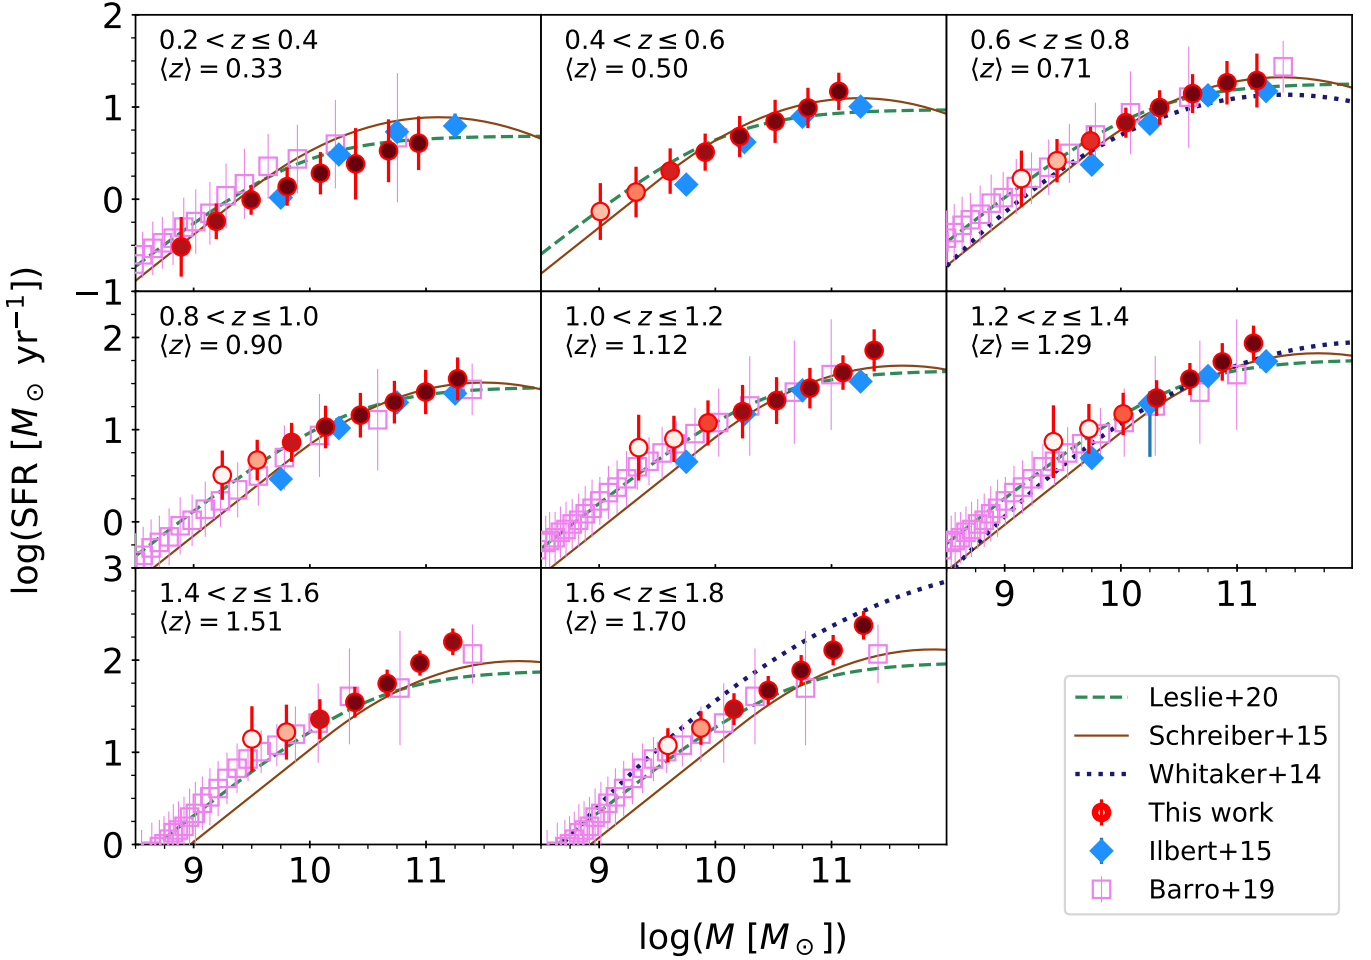 2
0.2 < z ≤ 0.4
⟨z⟩ = 0.33
0.4 < z ≤ 0.6
⟨z⟩ = 0.50
0.6 < z ≤ 0.8
⟨z⟩ = 0.71
1
0
−1
0.8 < z ≤ 1.0
⟨z⟩ = 0.90
1.0 < z ≤ 1.2
⟨z⟩ = 1.12
1.2 < z ≤ 1.4
⟨z⟩ = 1.29
2
1
0
3
9 10 11
1.4 < z ≤ 1.6
⟨z⟩ = 1.51
1.6 < z ≤ 1.8
⟨z⟩ = 1.70
2
1
0
9 10 11
9 10 11
log(SFR [M⊙ yr⁻¹])
log(M [M⊙])
Leslie+20
Schreiber+15
Whitaker+14
This work
Ilbert+15
Barro+19